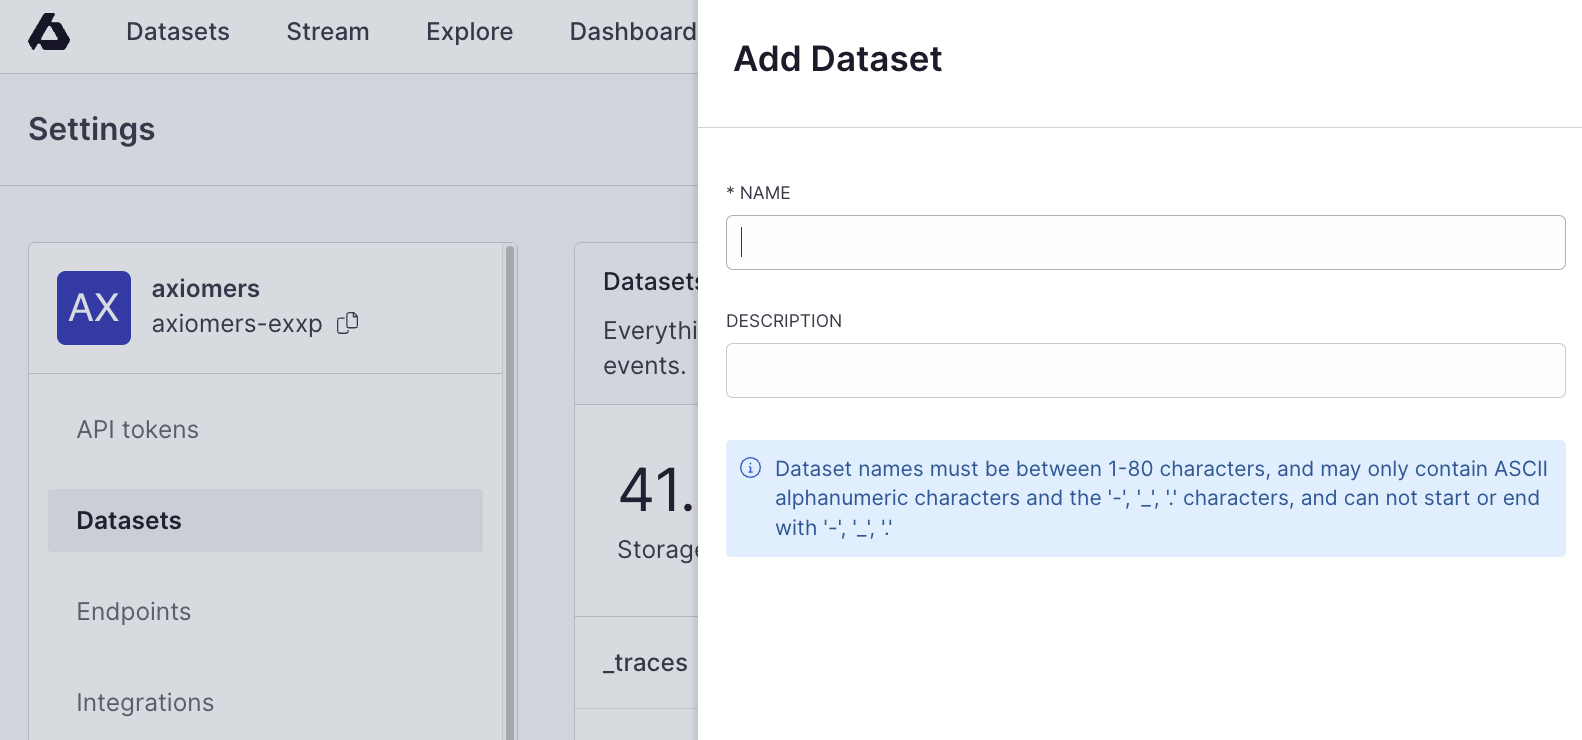 Datasets Stream Explore Dashboard
Settings
AX
axiomers
axiomers-exxp
API tokens
Datasets
Endpoints
Integrations
Datasets
Everythi
events.
41.
Storage
_traces
Add Dataset
* NAME
DESCRIPTION
Dataset names must be between 1-80 characters, and may only contain ASCII
alphanumeric characters and the '-', '_', '.' characters, and can not start or end
with '-', '_', '.'